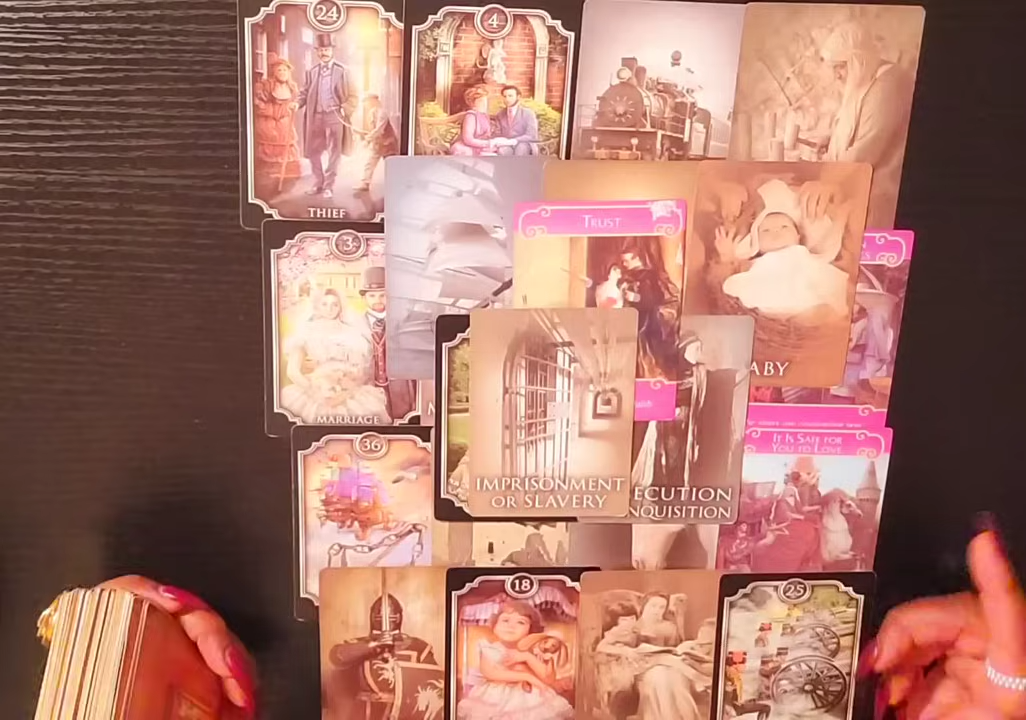 24
4
THIEF
3
TRUST
ABY
MARRIAGE
IT IS SAFE FOR
YOU TO LOVE
36
IMPRISONMENT
OR SLAVERY
ECUTION
NQUISITION
18
25